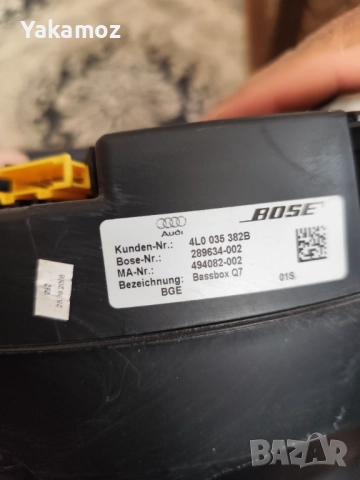 Yakamoz
Audi
BOSE
Kunden-Nr.: 4L0 035 382B
Bose-Nr.: 289634-002
MA-Nr.: 494082-002
Bezeichnung: Bassbox Q7
BGE
01S
BAZAR